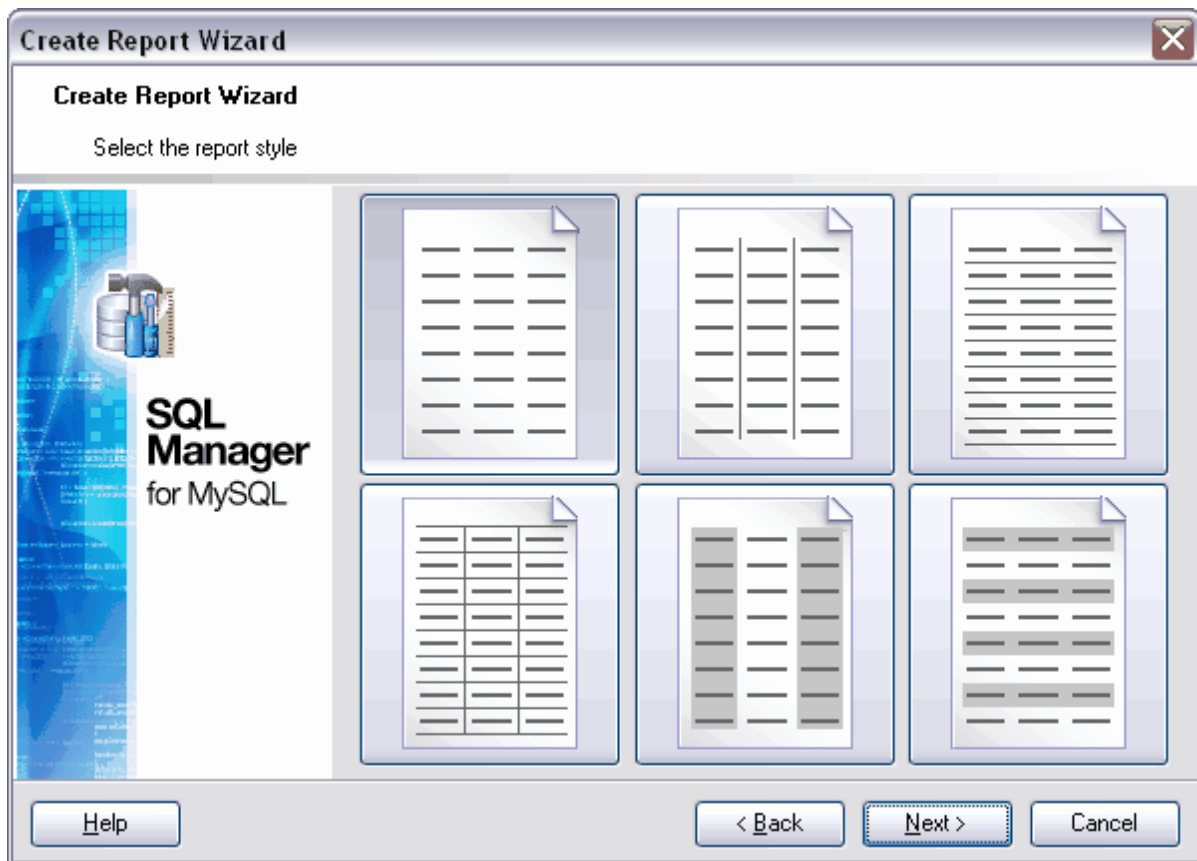 Create Report Wizard
Create Report Wizard
Select the report style
SQL
Manager
for MySQL
Help
< Back
Next >
Cancel